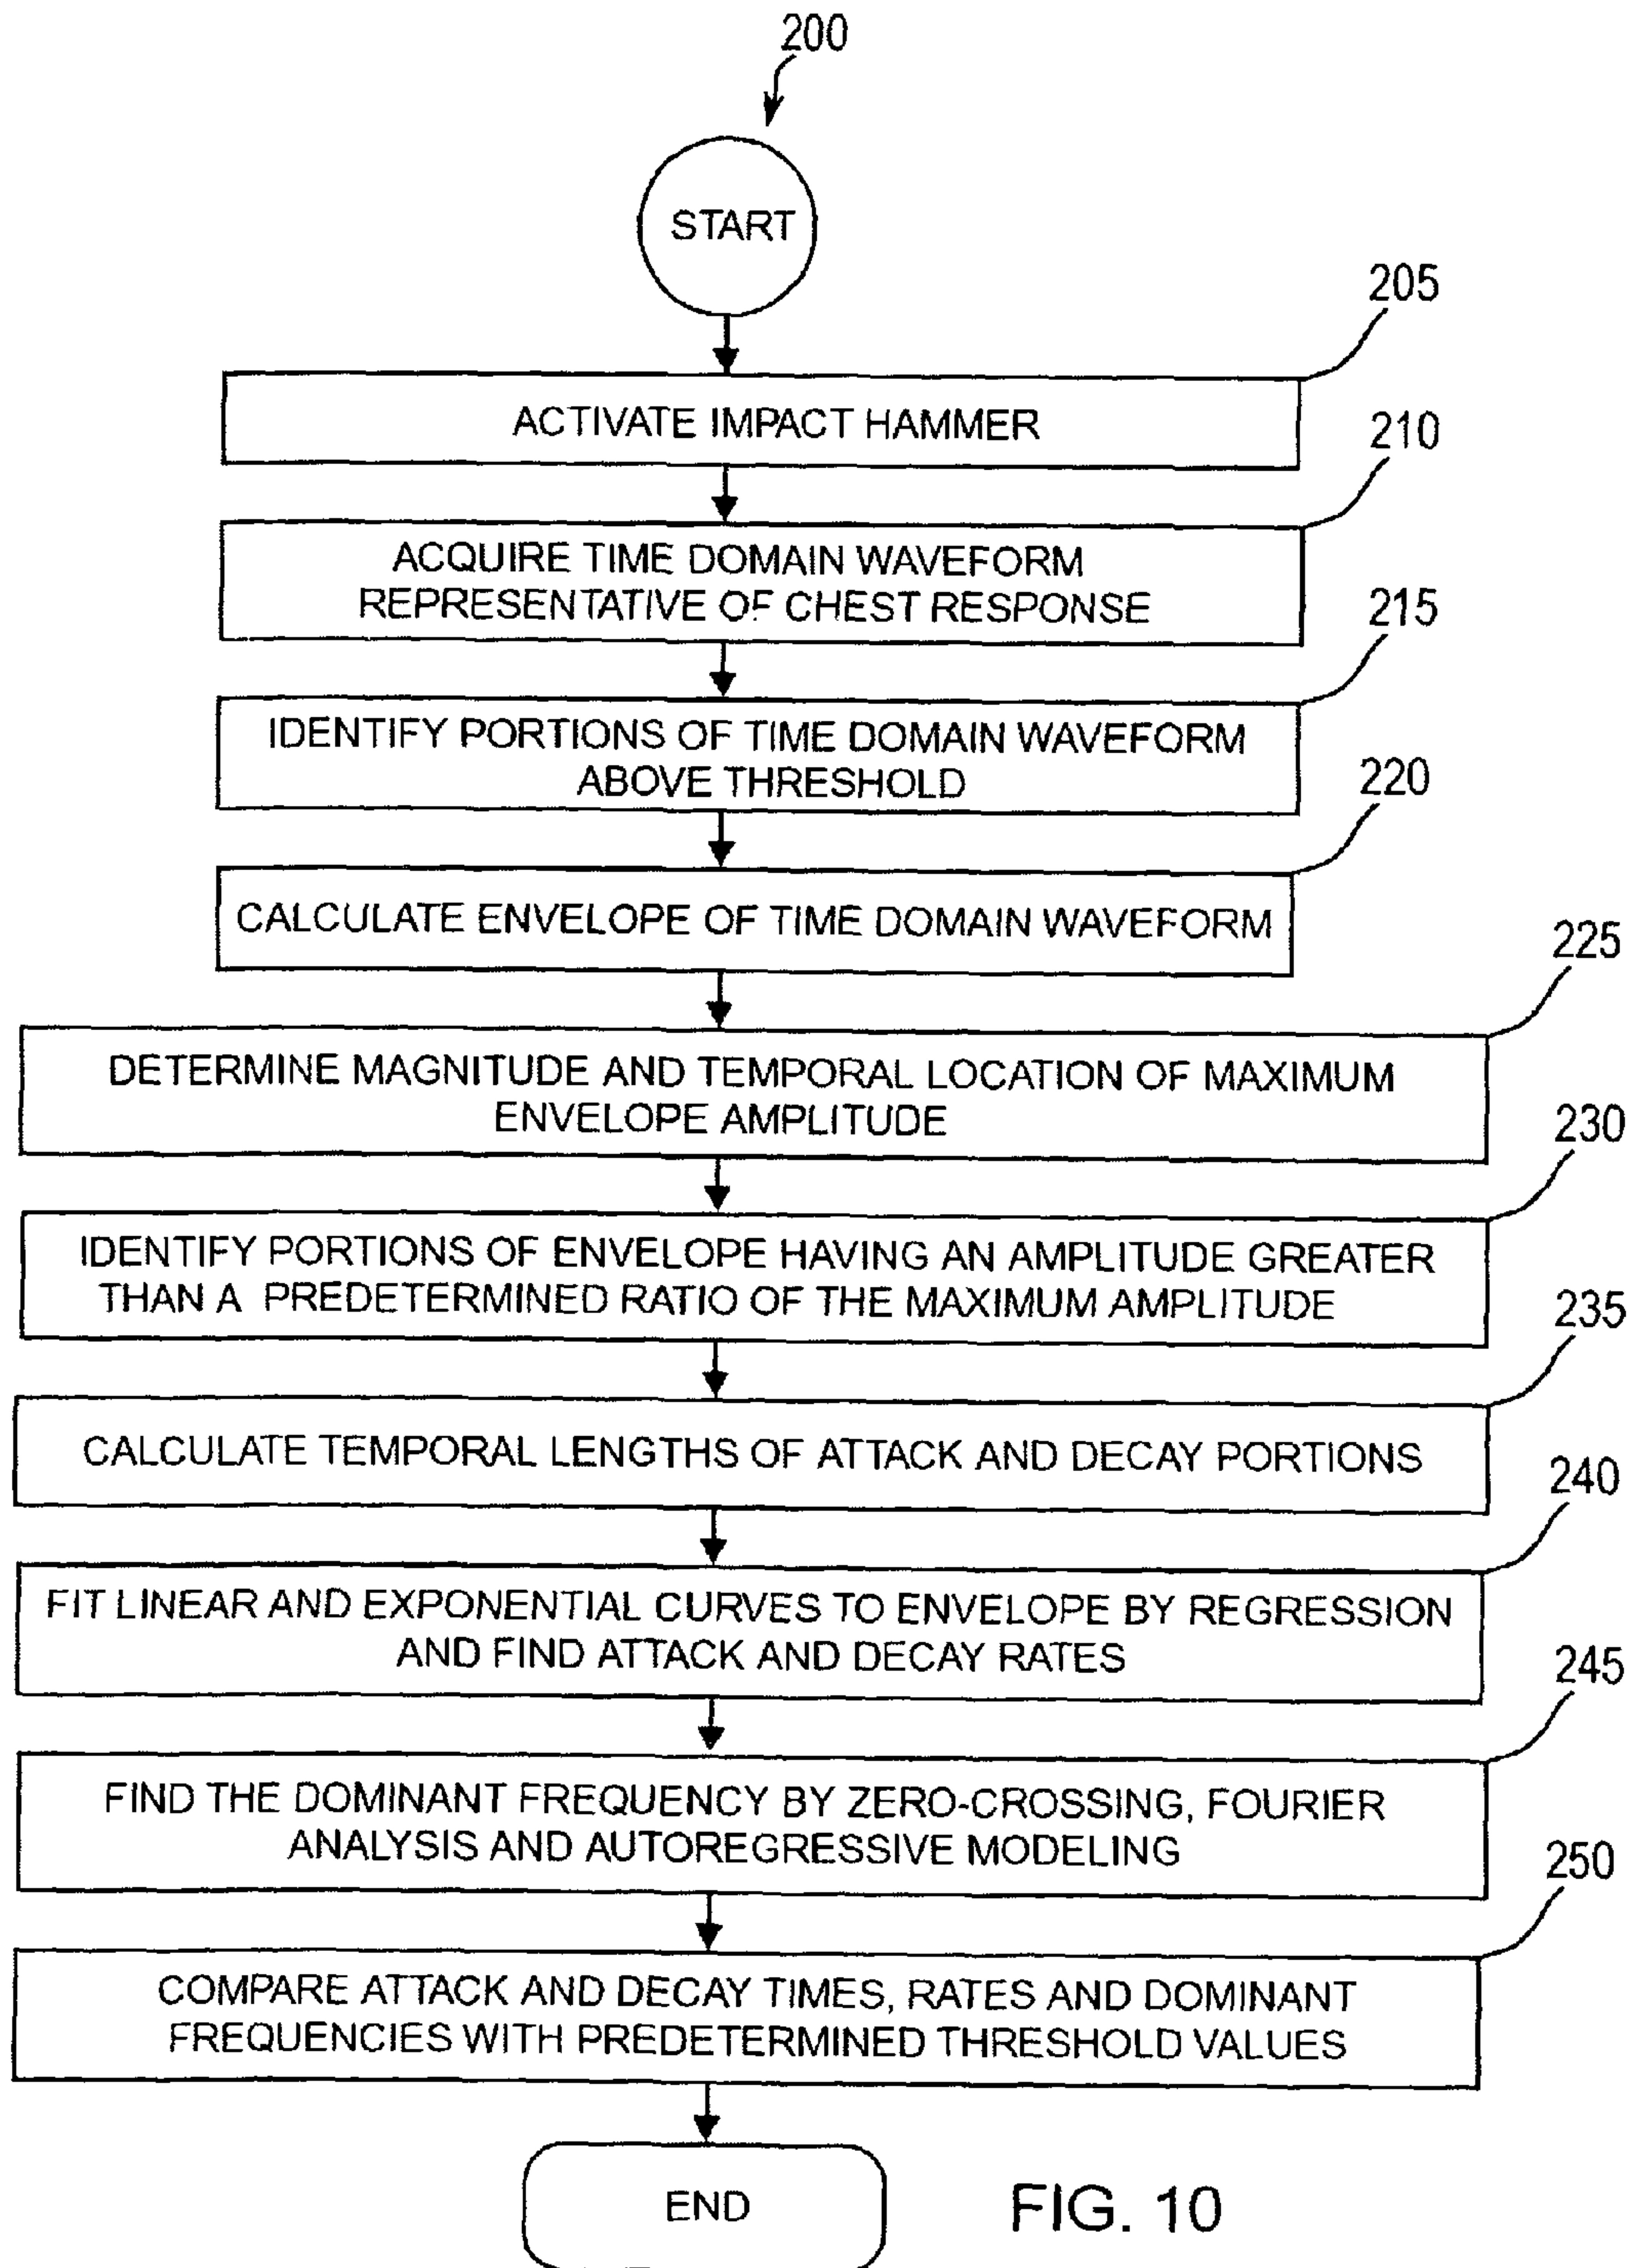 200
START
205
ACTIVATE IMPACT HAMMER
210
ACQUIRE TIME DOMAIN WAVEFORM
REPRESENTATIVE OF CHEST RESPONSE
215
IDENTIFY PORTIONS OF TIME DOMAIN WAVEFORM
ABOVE THRESHOLD
220
CALCULATE ENVELOPE OF TIME DOMAIN WAVEFORM
225
DETERMINE MAGNITUDE AND TEMPORAL LOCATION OF MAXIMUM
ENVELOPE AMPLITUDE
230
IDENTIFY PORTIONS OF ENVELOPE HAVING AN AMPLITUDE GREATER
THAN A PREDETERMINED RATIO OF THE MAXIMUM AMPLITUDE
235
CALCULATE TEMPORAL LENGTHS OF ATTACK AND DECAY PORTIONS
240
FIT LINEAR AND EXPONENTIAL CURVES TO ENVELOPE BY REGRESSION
AND FIND ATTACK AND DECAY RATES
245
FIND THE DOMINANT FREQUENCY BY ZERO-CROSSING, FOURIER
ANALYSIS AND AUTOREGRESSIVE MODELING
250
COMPARE ATTACK AND DECAY TIMES, RATES AND DOMINANT
FREQUENCIES WITH PREDETERMINED THRESHOLD VALUES
END
FIG. 10